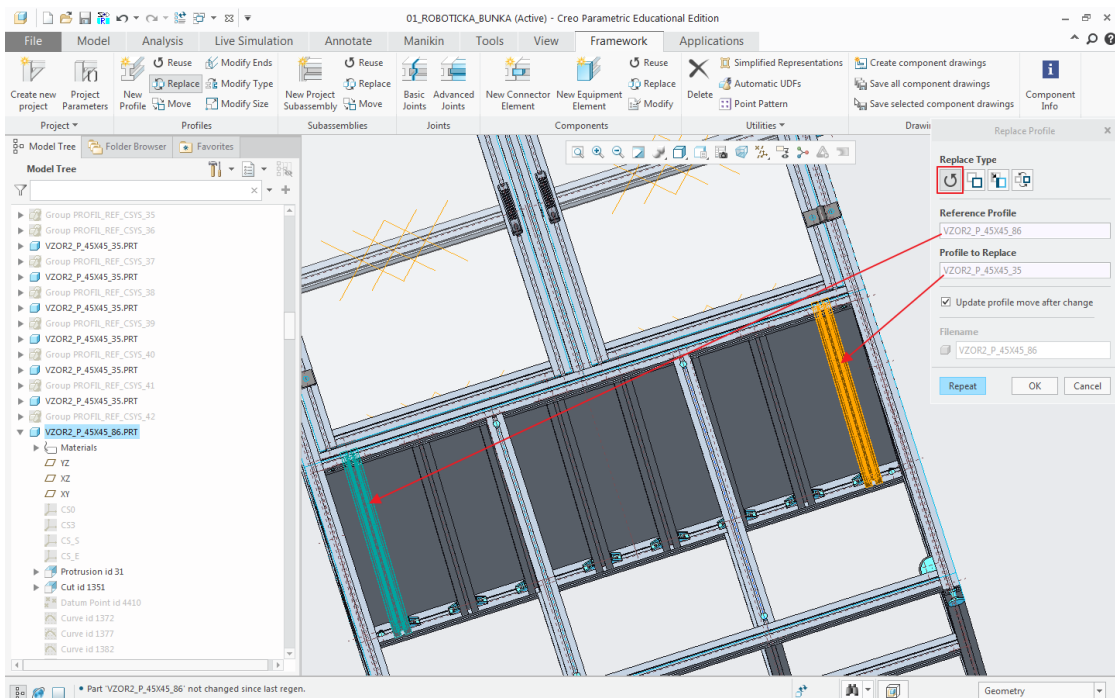 01_ROBOTICKA_BUNKA (Active) - Creo Parametric Educational Edition
File Model Analysis Live Simulation Annotate Manikin Tools View Framework Applications
Create new project
Project Parameters
Project
New Profile
Reuse
Replace
Move
Modify Ends
Modify Type
Modify Size
Profiles
New Project Subassembly
Reuse
Replace
Move
Subassemblies
Basic Joints
Advanced Joints
Joints
New Connector Element
New Equipment Element
Reuse
Replace
Modify
Components
Delete
Simplified Representations
Automatic UDFs
Point Pattern
Utilities
Create component drawings
Save all component drawings
Save selected component drawings
Drawi
Component Info
Model Tree
Folder Browser
Favorites
Model Tree
Group PROFIL_REF_CSYS_35
Group PROFIL_REF_CSYS_36
VZOR2_P_45X45_35.PRT
Group PROFIL_REF_CSYS_37
VZOR2_P_45X45_35.PRT
Group PROFIL_REF_CSYS_38
VZOR2_P_45X45_35.PRT
Group PROFIL_REF_CSYS_39
VZOR2_P_45X45_35.PRT
Group PROFIL_REF_CSYS_40
VZOR2_P_45X45_35.PRT
Group PROFIL_REF_CSYS_41
VZOR2_P_45X45_35.PRT
Group PROFIL_REF_CSYS_42
VZOR2_P_45X45_86.PRT
Materials
YZ
XZ
XY
CS0
CS3
CS_S
CS_E
Protrusion id 31
Cut id 1351
Datum Point id 4410
Curve id 1372
Curve id 1377
Curve id 1382
Replace Profile
Replace Type
Reference Profile
VZOR2_P_45X45_86
Profile to Replace
VZOR2_P_45X45_35
Update profile move after change
Filename
VZOR2_P_45X45_86
Repeat OK Cancel
• Part 'VZOR2_P_45X45_86' not changed since last regen.
Geometry